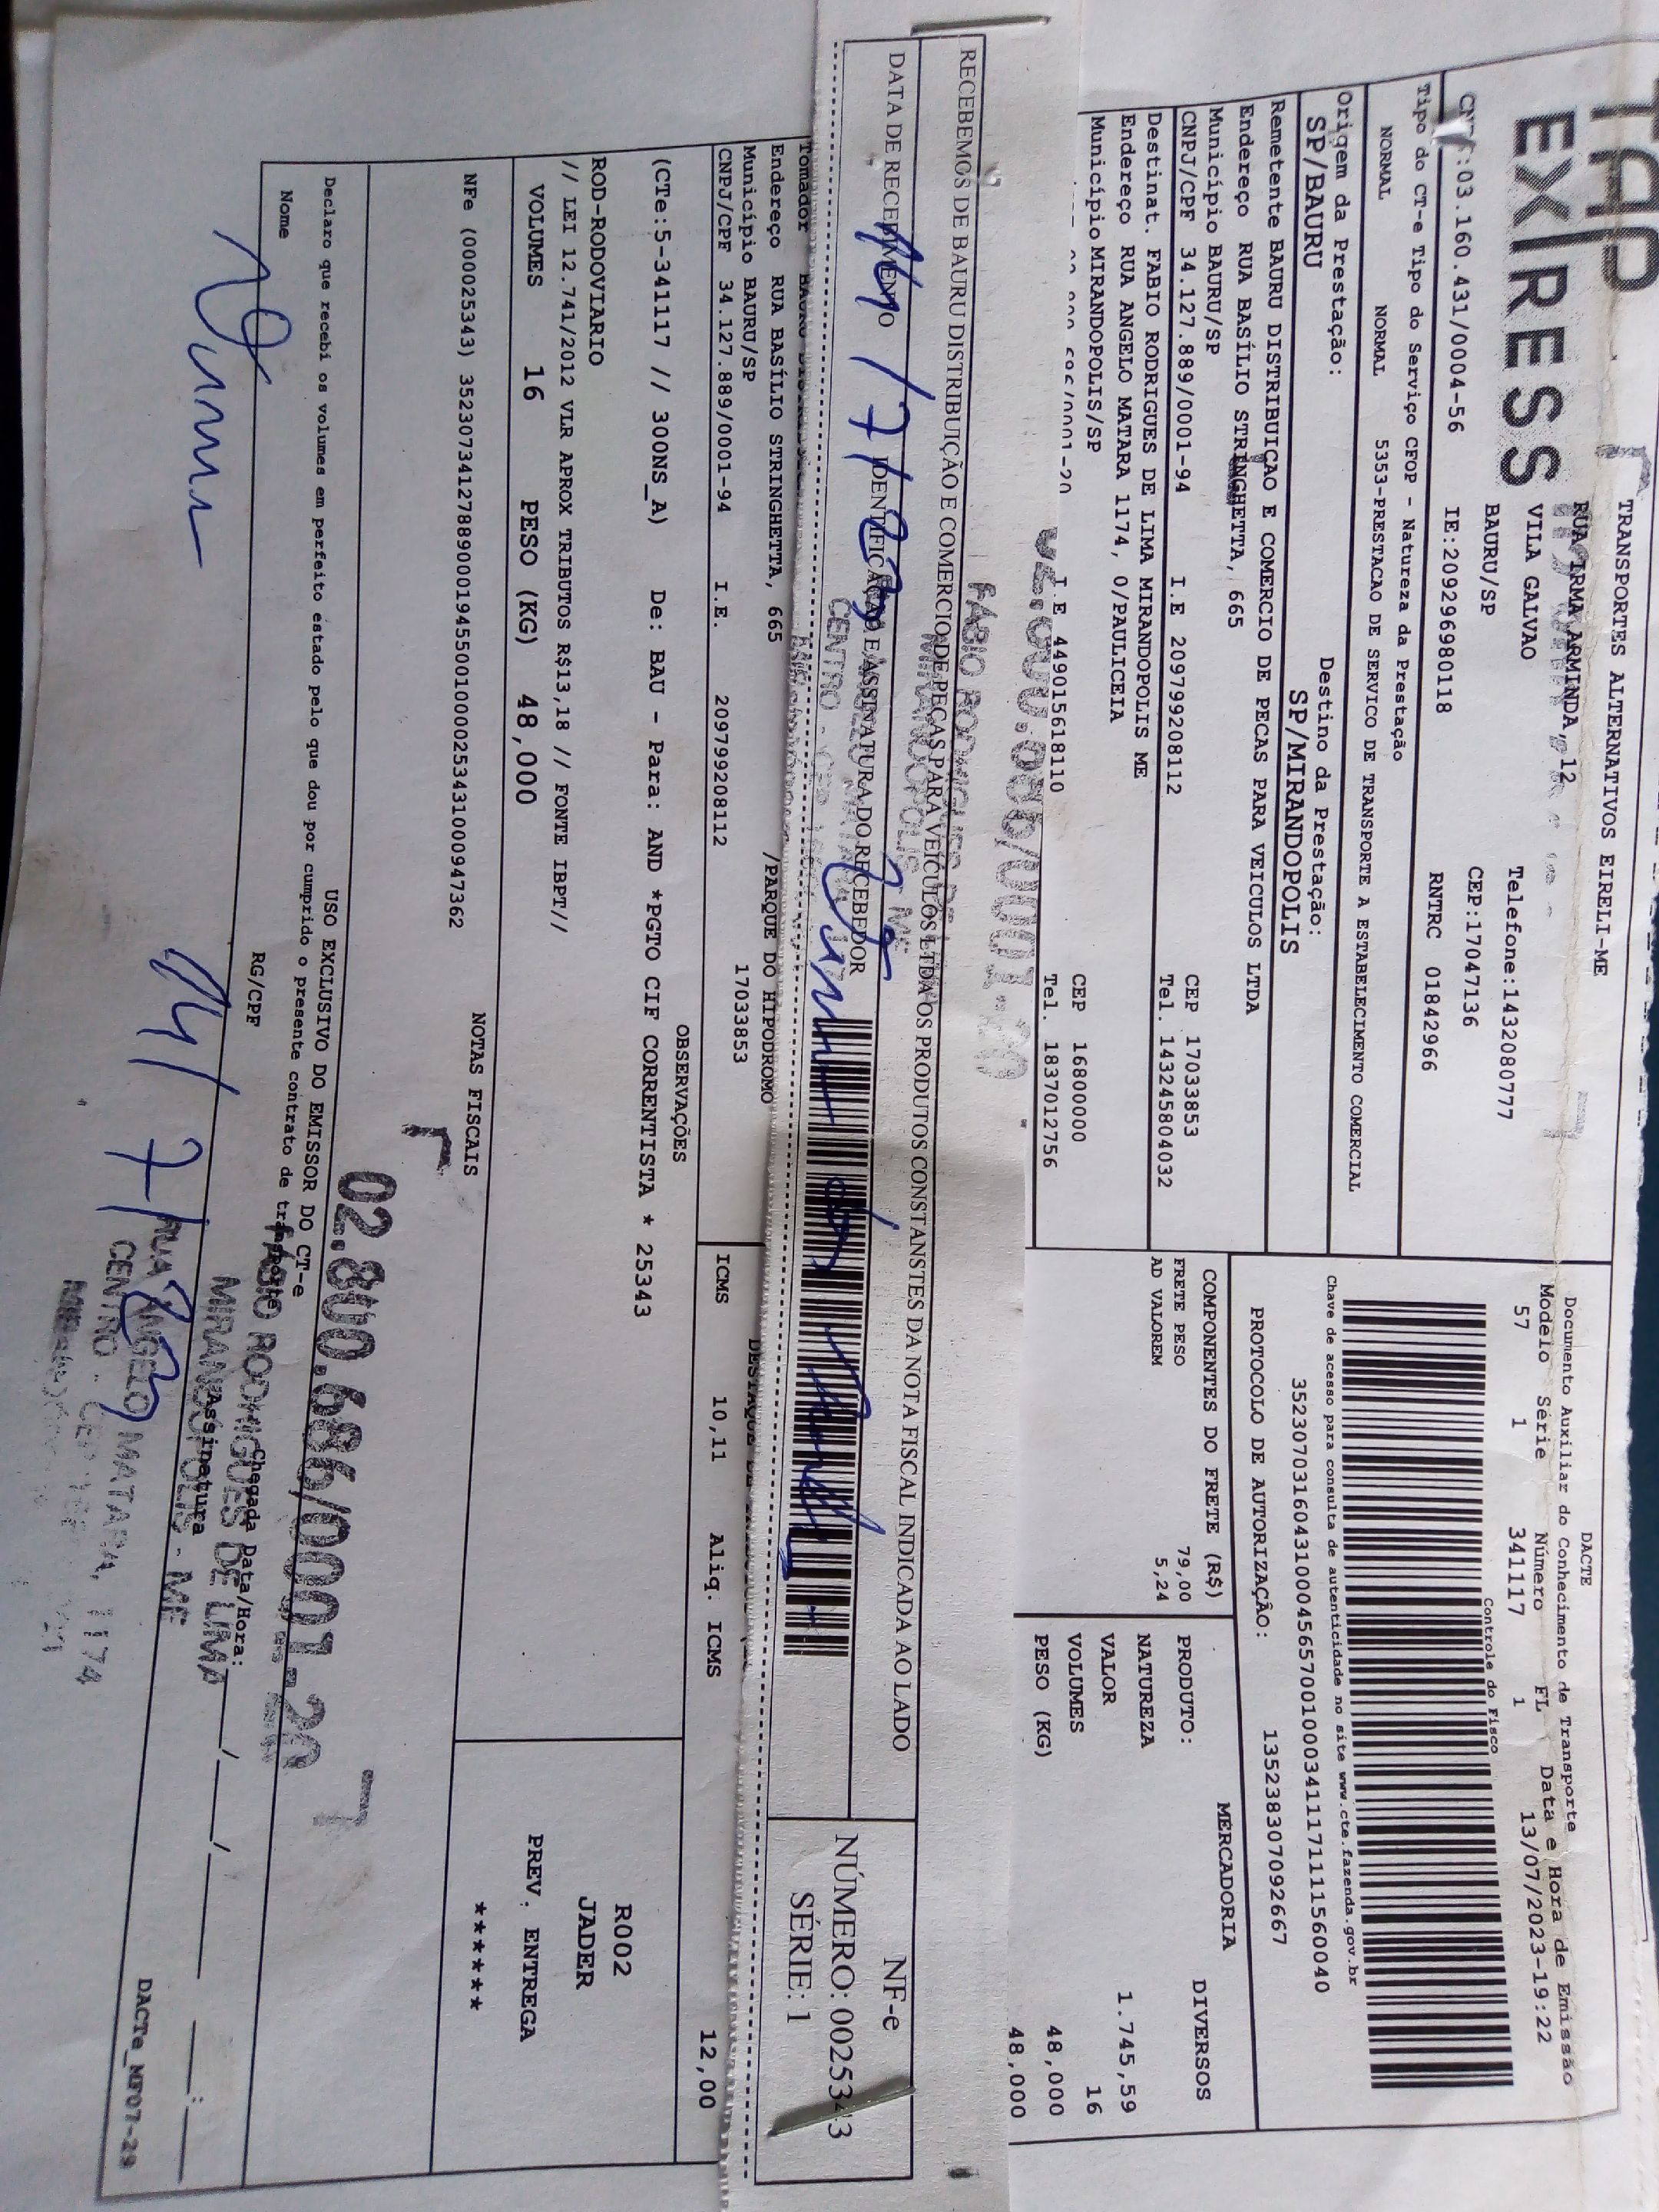 TAP
EXPRESS
TRANSPORTES ALTERNATIVOS EIRELI-ME
RUA IRMA ARMINDA, 12
VILA GALVAO
BAURU/SP
Telefone:1432080777
CEP:17047136
:03.160.431/0004-56 IE:209296980118 RNTRC 01842966
DACTE
Documento Auxiliar do Conhecimento de Transporte
Modelo Série Número FL Data e Hora de Emissão
57 1 341117 1 13/07/2023-19:22
Controle do Fisco
Chave de acesso para consulta de autenticidade no site www.cte.fazenda.gov.br
35230703160431000456570010003411171111560040
PROTOCOLO DE AUTORIZAÇÃO: 135238307092667
Tipo do CT-e Tipo do Serviço CFOP - Natureza da Prestação
NORMAL NORMAL 5353-PRESTACAO DE SERVICO DE TRANSPORTE A ESTABELECIMENTO COMERCIAL
Origem da Prestação: Destino da Prestação:
SP/BAURU SP/MIRANDOPOLIS
Remetente BAURU DISTRIBUICAO E COMERCIO DE PECAS PARA VEICULOS LTDA
Endereço RUA BASÍLIO STRINGHETTA, 665
Município BAURU/SP CEP 17033853
CNPJ/CPF 34.127.889/0001-94 I.E 209799208112 Tel. 143245804032
Destinat. FABIO RODRIGUES DE LIMA MIRANDOPOLIS ME
Endereço RUA ANGELO MATARA 1174, 0/PAULICEIA
Município MIRANDOPOLIS/SP CEP 16800000
I.E 449015618110 Tel. 1837012756
COMPONENTES DO FRETE (R$)
FRETE PESO 79,00
AD VALOREM 5,24
MERCADORIA
PRODUTO: DIVERSOS
NATUREZA
VALOR 1.745,59
VOLUMES 16
PESO (KG) 48,000
48,000
RECEBEMOS DE BAURU DISTRIBUIÇÃO E COMERCIO DE PEÇAS PARA VEÍCULOS LTDA OS PRODUTOS CONSTANSTES DA NOTA FISCAL INDICADA AO LADO
DATA DE RECEBIMENTO IDENTIFICAÇÃO E ASSINATURA DO RECEBEDOR
14/7/23
NF-e
NÚMERO: 0025343
SÉRIE: 1
Tomador
Endereço RUA BASÍLIO STRINGHETTA, 665 /PARQUE DO HIPODROMO
Município BAURU/SP 17033853
CNPJ/CPF 34.127.889/0001-94 I.E. 209799208112
ICMS 10,11 Aliq. ICMS 12,00
OBSERVAÇÕES
(CTe:5-341117 // 300NS_A) De: BAU - Para: AND *PGTO CIF CORRENTISTA * 25343
ROD-RODOVIARIO
// LEI 12.741/2012 VLR APROX TRIBUTOS R$13,18 // FONTE IBPT//
VOLUMES 16 PESO (KG) 48,000
R002
JADER
PREV. ENTREGA
******
NOTAS FISCAIS
NFe (000025343) 35230734127889000194550010000253431000947362
USO EXCLUSIVO DO EMISSOR DO CT-e
Declaro que recebi os volumes em perfeito estado pelo que dou por cumprido o presente contrato de transporte
Nome RG/CPF Assinatura Chegada Data/Hora: __/__/__ __:__
14/7/23
02.800.686/0001-20
FABIO RODRIGUES DE LIMA
MIRANDOPOLIS - ME
RUA ANGELO MATARA, 1174
CENTRO
DACTe_MF07-29